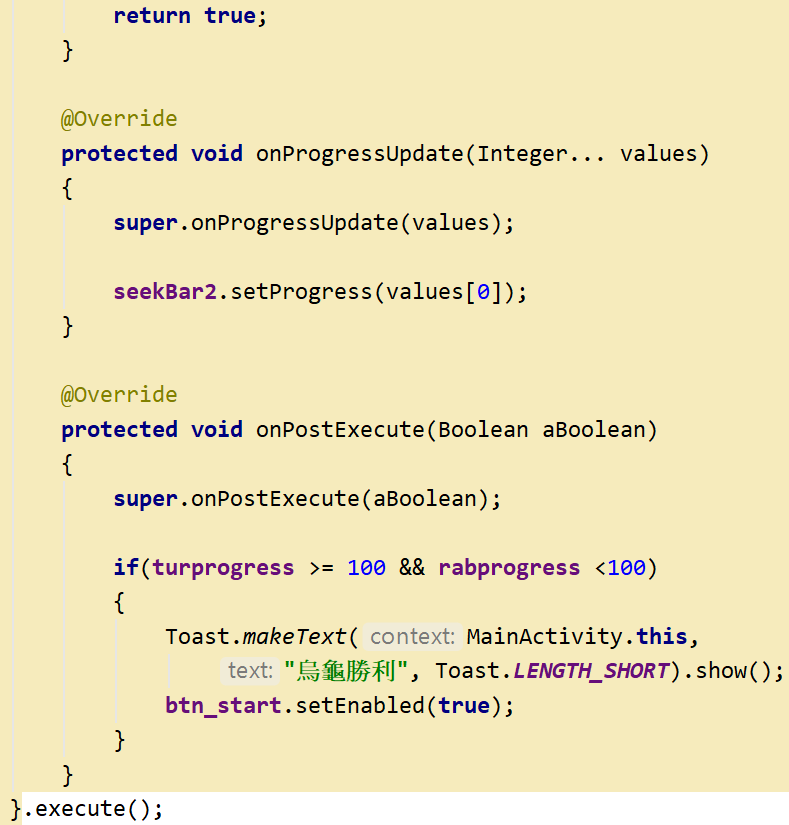 return true;
}
@Override
protected void onProgressUpdate(Integer... values)
{
super.onProgressUpdate(values);
seekBar2.setProgress(values[0]);
}
@Override
protected void onPostExecute(Boolean aBoolean)
{
super.onPostExecute(aBoolean);
if(turprogress >= 100 && rabprogress <100)
{
Toast.makeText( context: MainActivity.this,
text: "烏龜勝利", Toast.LENGTH_SHORT).show();
btn_start.setEnabled(true);
}
}
}.execute();